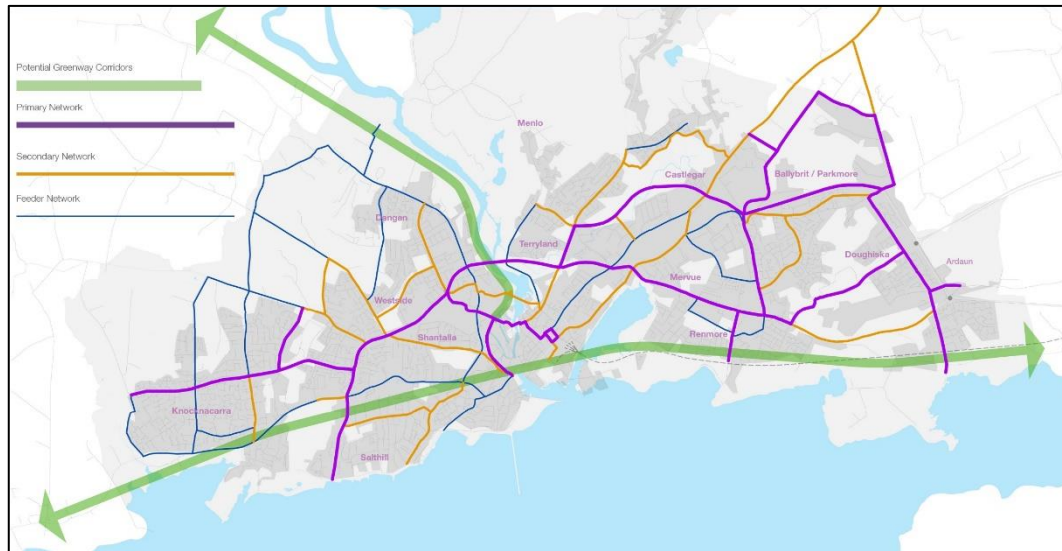 Potential Greenway Corridors
Primary Network
Secondary Network
Feeder Network
Menlo
Castlegar
Ballybrit / Parkmore
Dangan
Terryland
Doughiska
Ardaun
Mervue
Westside
Shantalla
Renmore
Knocknacarra
Salthill